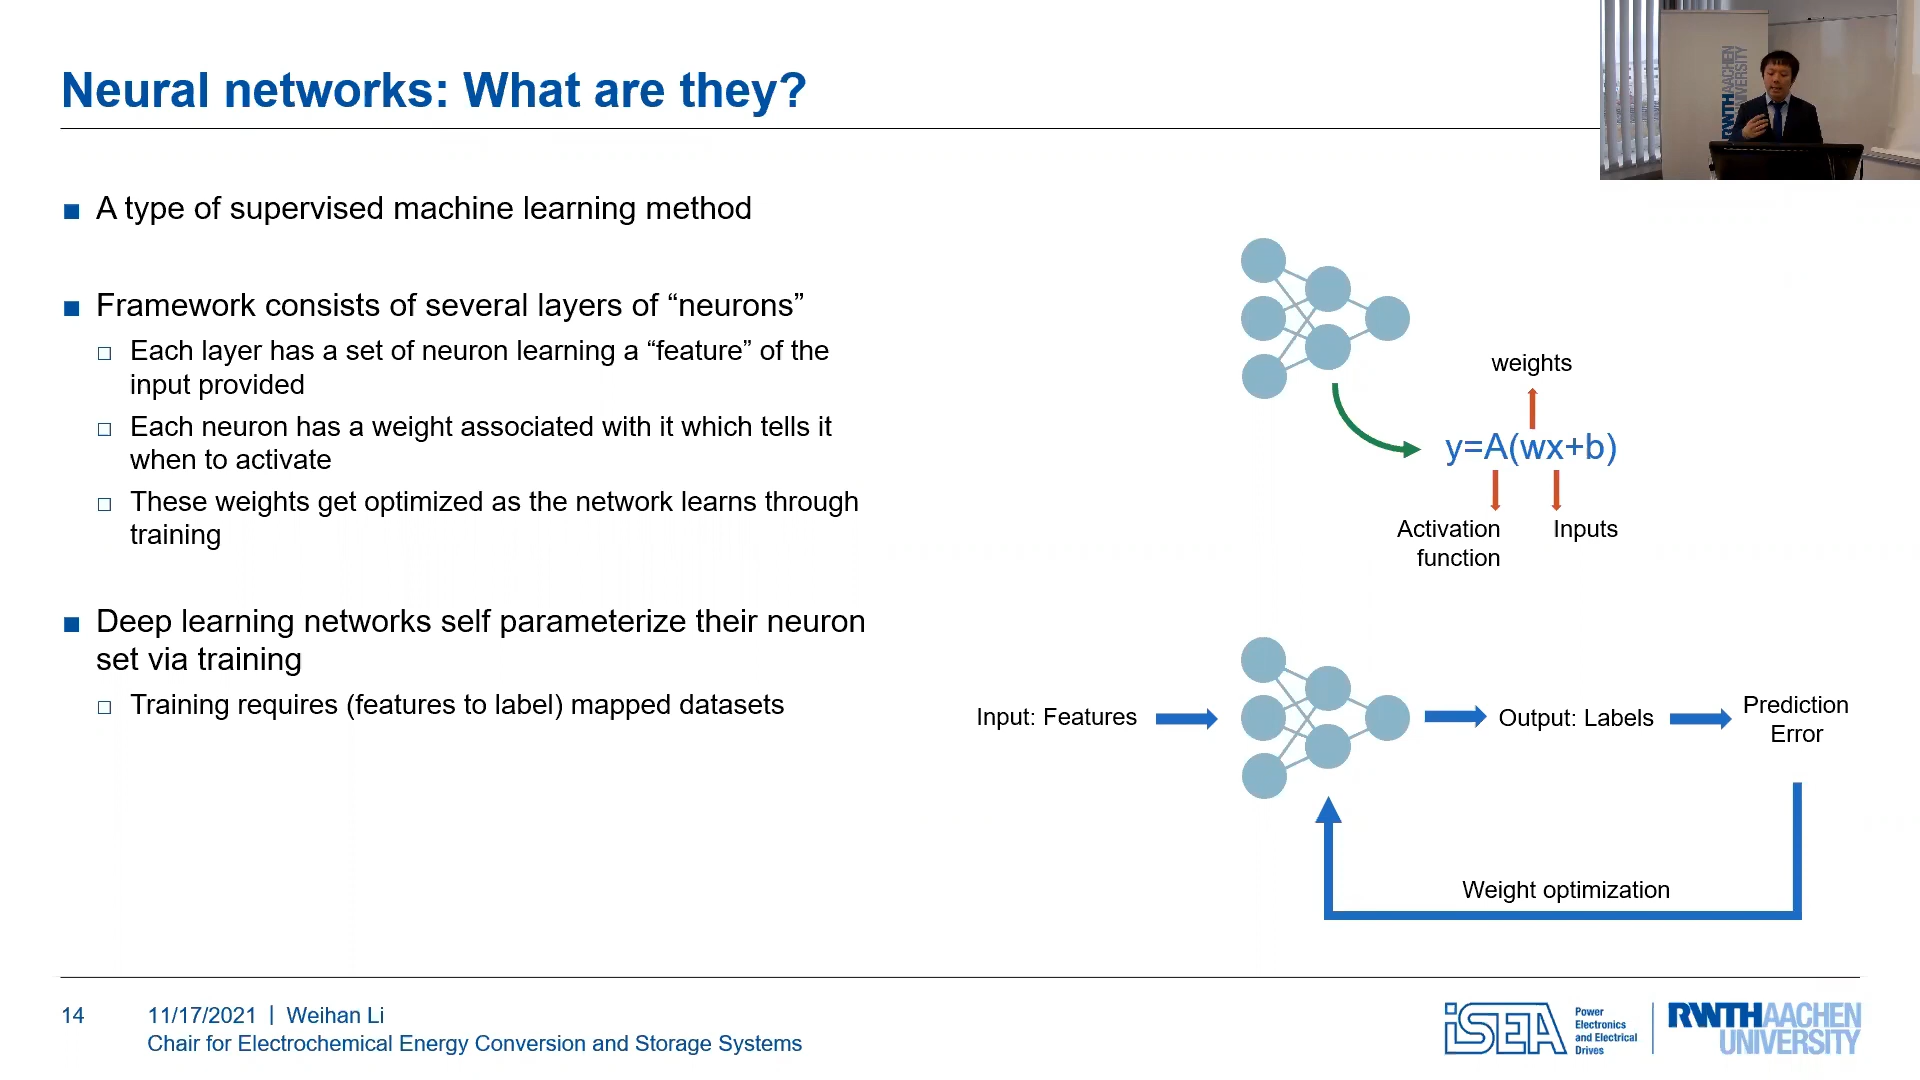 Neural networks: What are they?
A type of supervised machine learning method
Framework consists of several layers of “neurons”
Each layer has a set of neuron learning a “feature” of the
input provided
Each neuron has a weight associated with it which tells it
when to activate
These weights get optimized as the network learns through
training
Deep learning networks self parameterize their neuron
set via training
Training requires (features to label) mapped datasets
weights
y=A(wx+b)
Activation
function
Inputs
Input: Features
Output: Labels
Prediction
Error
Weight optimization
14
11/17/2021 | Weihan Li
Chair for Electrochemical Energy Conversion and Storage Systems
iSEA
Power
Electronics
and Electrical
Drives
RWTHAACHEN
UNIVERSITY
RWTHAACHEN
UNIVERSITY